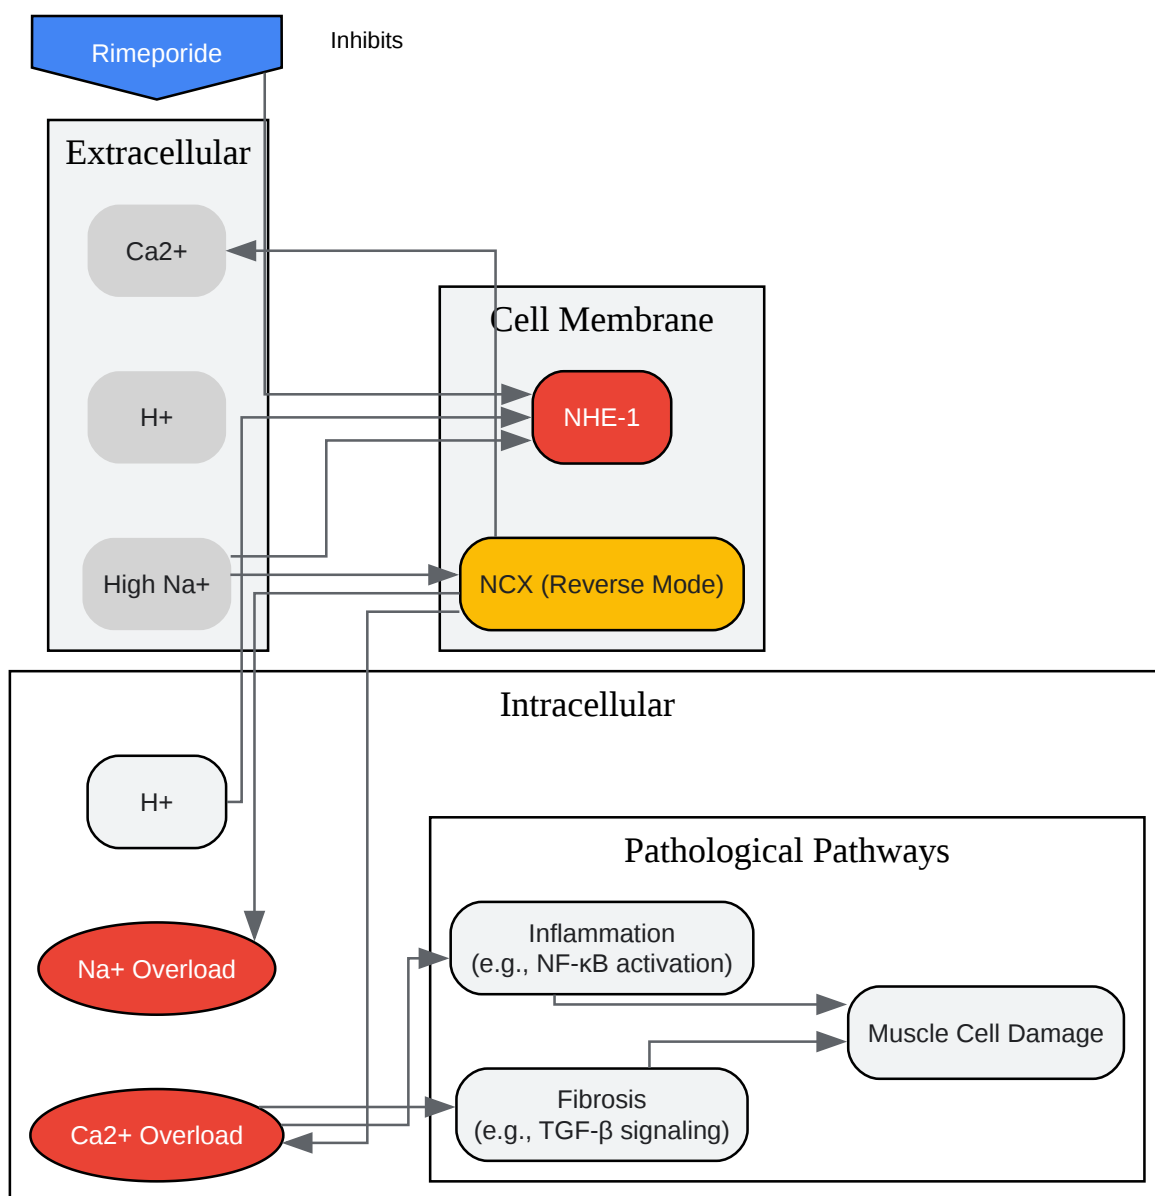 Rimeporide
Inhibits
Extracellular
Ca2+
H+
High Na+
Cell Membrane
NHE-1
NCX (Reverse Mode)
Intracellular
H+
Na+ Overload
Ca2+ Overload
Pathological Pathways
Inflammation
(e.g., NF-κB activation)
Fibrosis
(e.g., TGF-β signaling)
Muscle Cell Damage